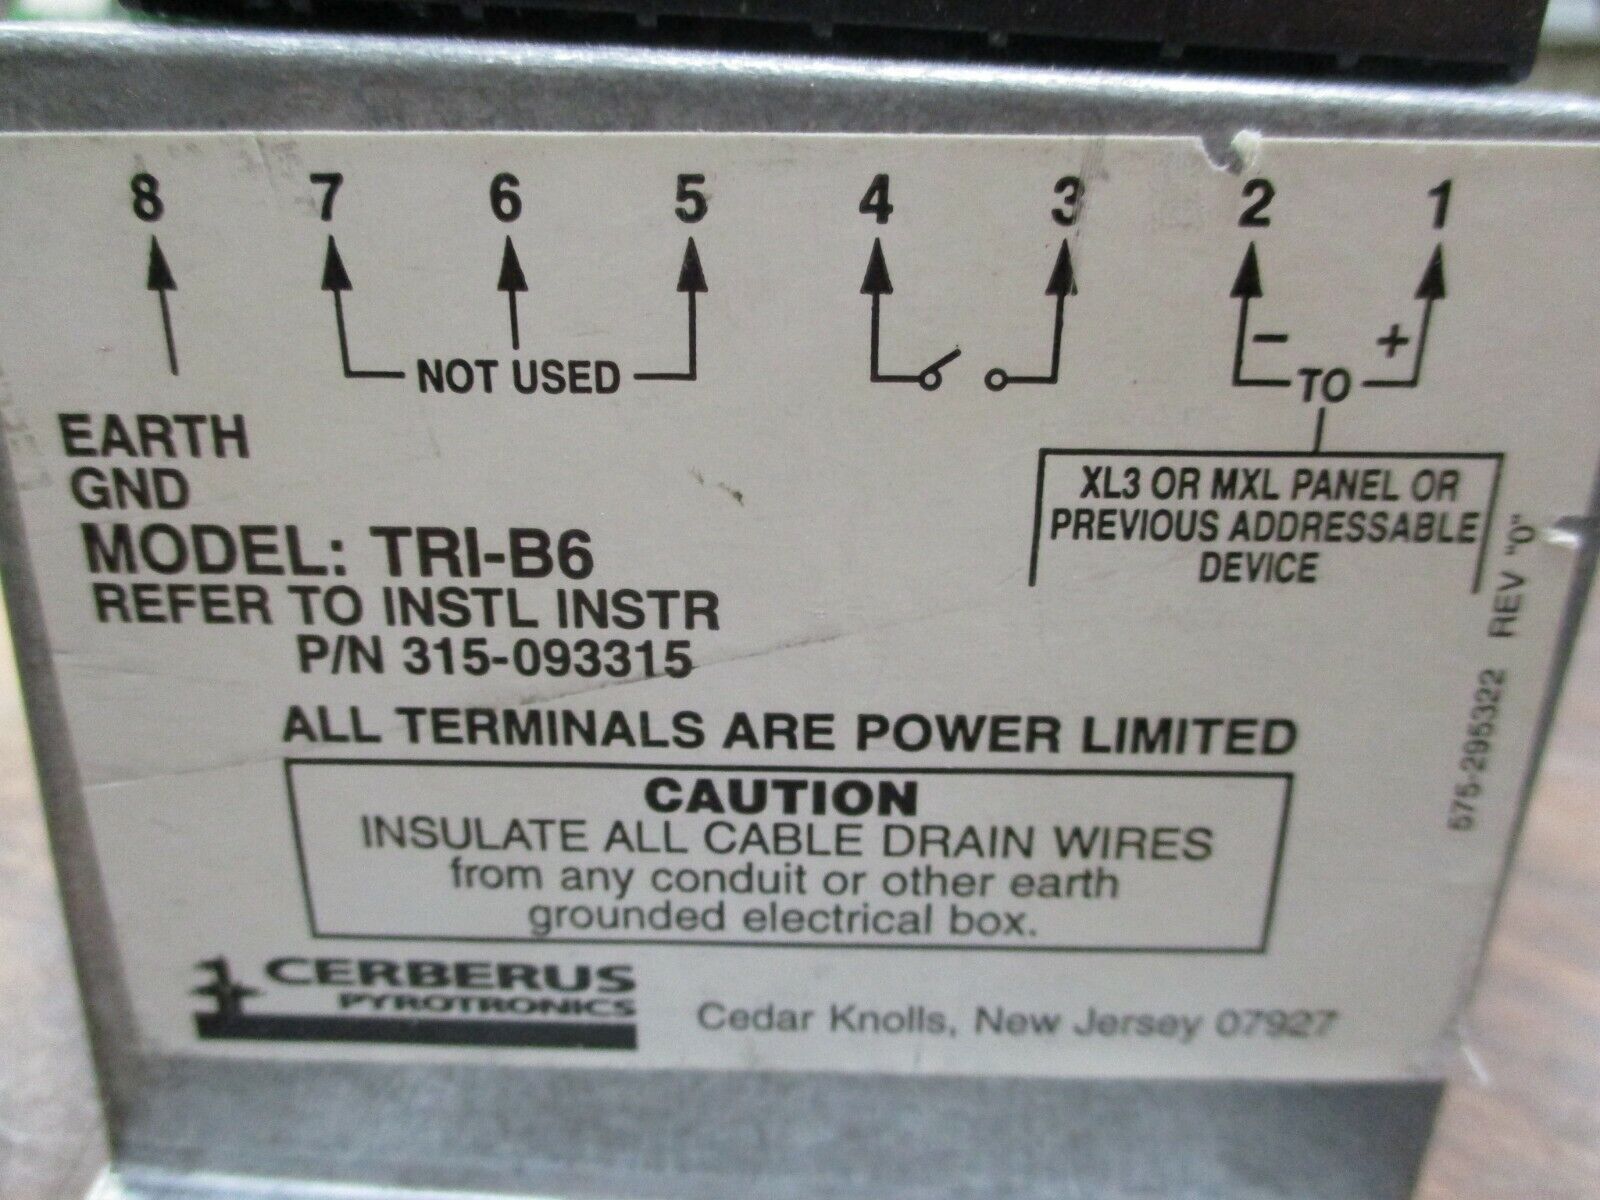 8 7 6 5 4 3 2 1
- +
NOT USED
TO
EARTH
GND
XL3 OR MXL PANEL OR
PREVIOUS ADDRESSABLE
DEVICE
MODEL: TRI-B6
REFER TO INSTL INSTR
P/N 315-093315
575-295322 REV "0"
ALL TERMINALS ARE POWER LIMITED
CAUTION
INSULATE ALL CABLE DRAIN WIRES
from any conduit or other earth
grounded electrical box.
CERBERUS
PYROTRONICS
Cedar Knolls, New Jersey 07927